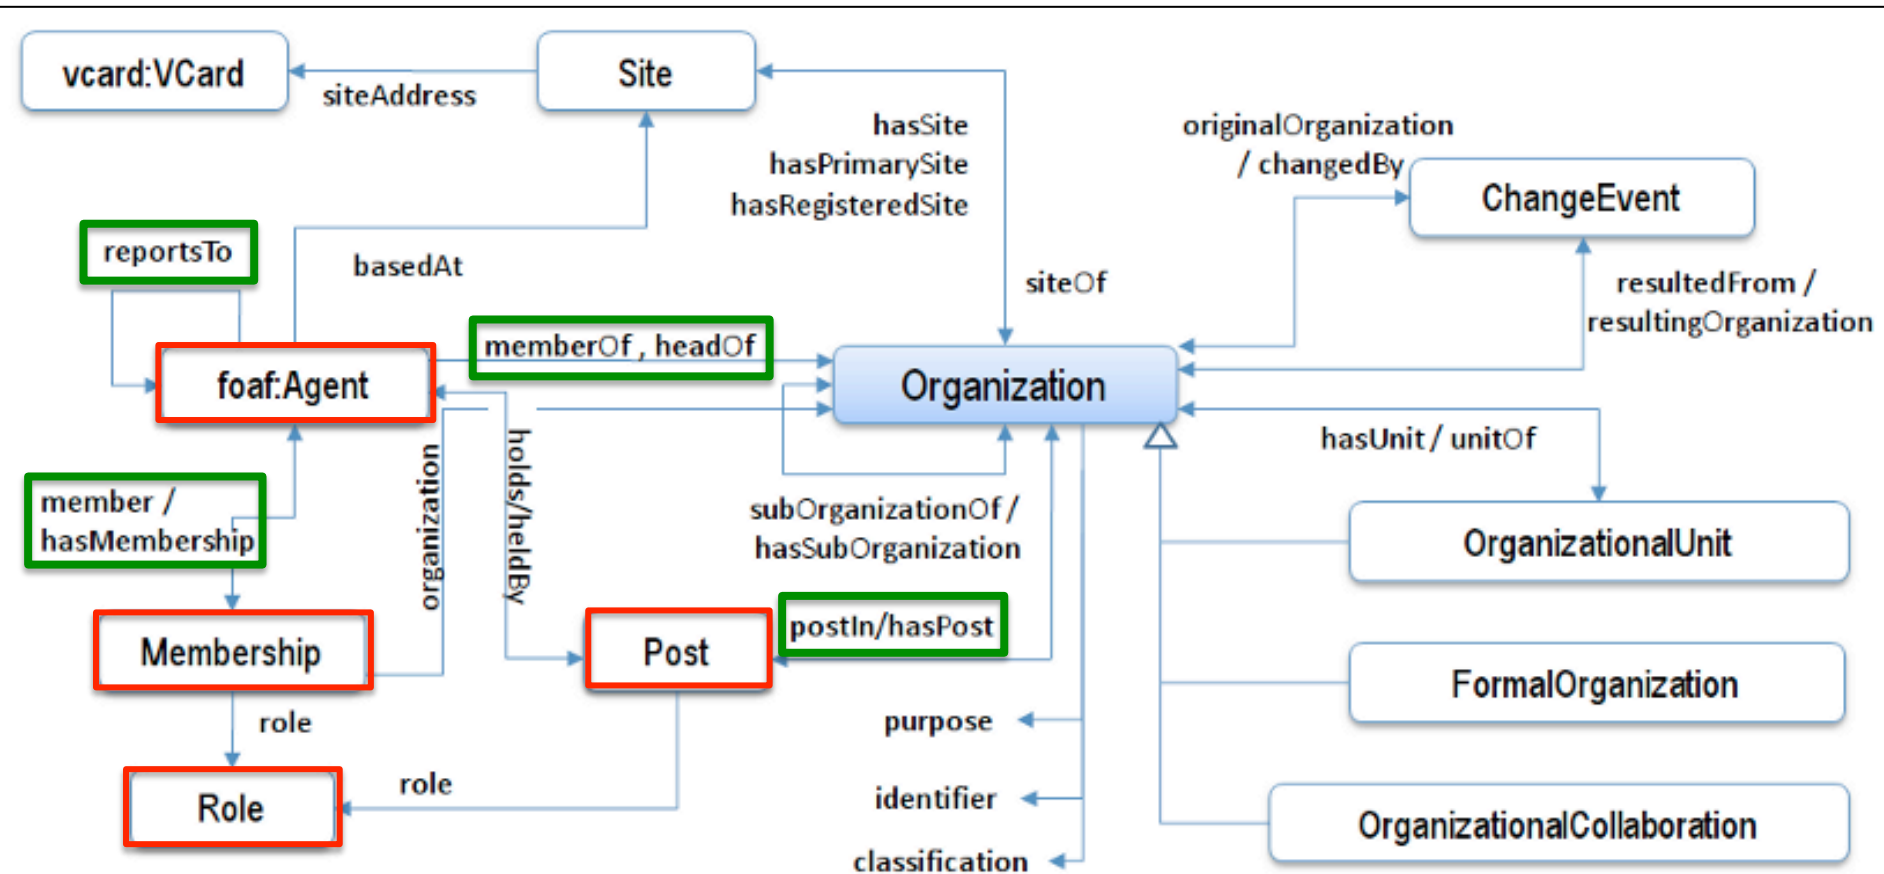 vcard:VCard
Site
siteAddress
hasSite
hasPrimarySite
hasRegisteredSite
originalOrganization
/ changedBy
ChangeEvent
reportsTo
basedAt
siteOf
resultedFrom /
resultingOrganization
memberOf , headOf
foaf:Agent
Organization
hasUnit / unitOf
member /
hasMembership
organization
holds/heldBy
subOrganizationOf /
hasSubOrganization
OrganizationalUnit
postIn/hasPost
Membership
Post
FormalOrganization
role
purpose
role
identifier
Role
OrganizationalCollaboration
classification